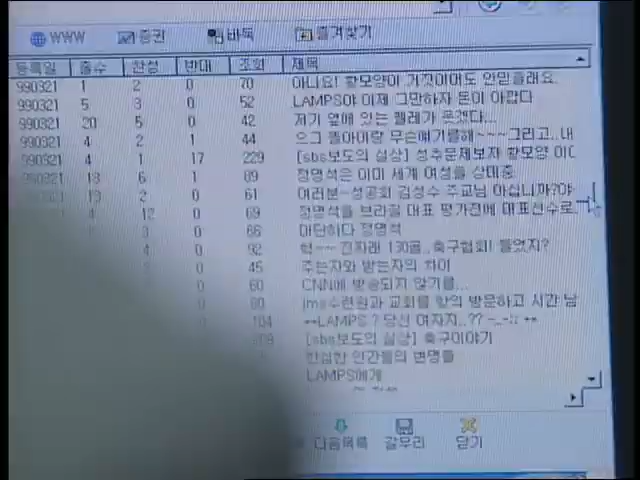 WWW 증권 바둑 즐겨찾기
등록일 줄수 찬성 반대 조회 제목
990321 1 2 0 70 아나요! 황모양이 거짓이어도 안믿을래요.
990321 5 3 0 52 LAMPS야 이제 그만하자 돈이 아깝다
990321 20 5 0 42 저기 옆에 있는 벌레가 웃겠다...
990321 4 2 1 44 으그 돌아이랑 무슨얘기를해~~~그리고..내
990321 4 1 17 229 [sbs보도의 실상] 성추문제보자 황모양 이
990321 13 6 1 89 정명석은 이미 세계 여성를 상대중
13 2 0 61 여러분-성공회 김성수 주교님 아십니까?야
4 12 0 69 정명석를 브라질 대표 평가전에 대표선수로
3 0 66 마단하다 정명석
4 0 92 헉~~ 진짜래 130골,.축구협회! 들었지?
0 45 주는자와 받는자의 차이
0 60 CNN에 방송되지 않기를...
0 80 jms수련원과 교회를 항의 방문하고 시간 남
104 LAMPS ? 당신 여자지..??
[sbs보도의 실상] 축구이야기
한심한 인간들의 변명들
LAMPS에게
다음목록 갈무리 닫기